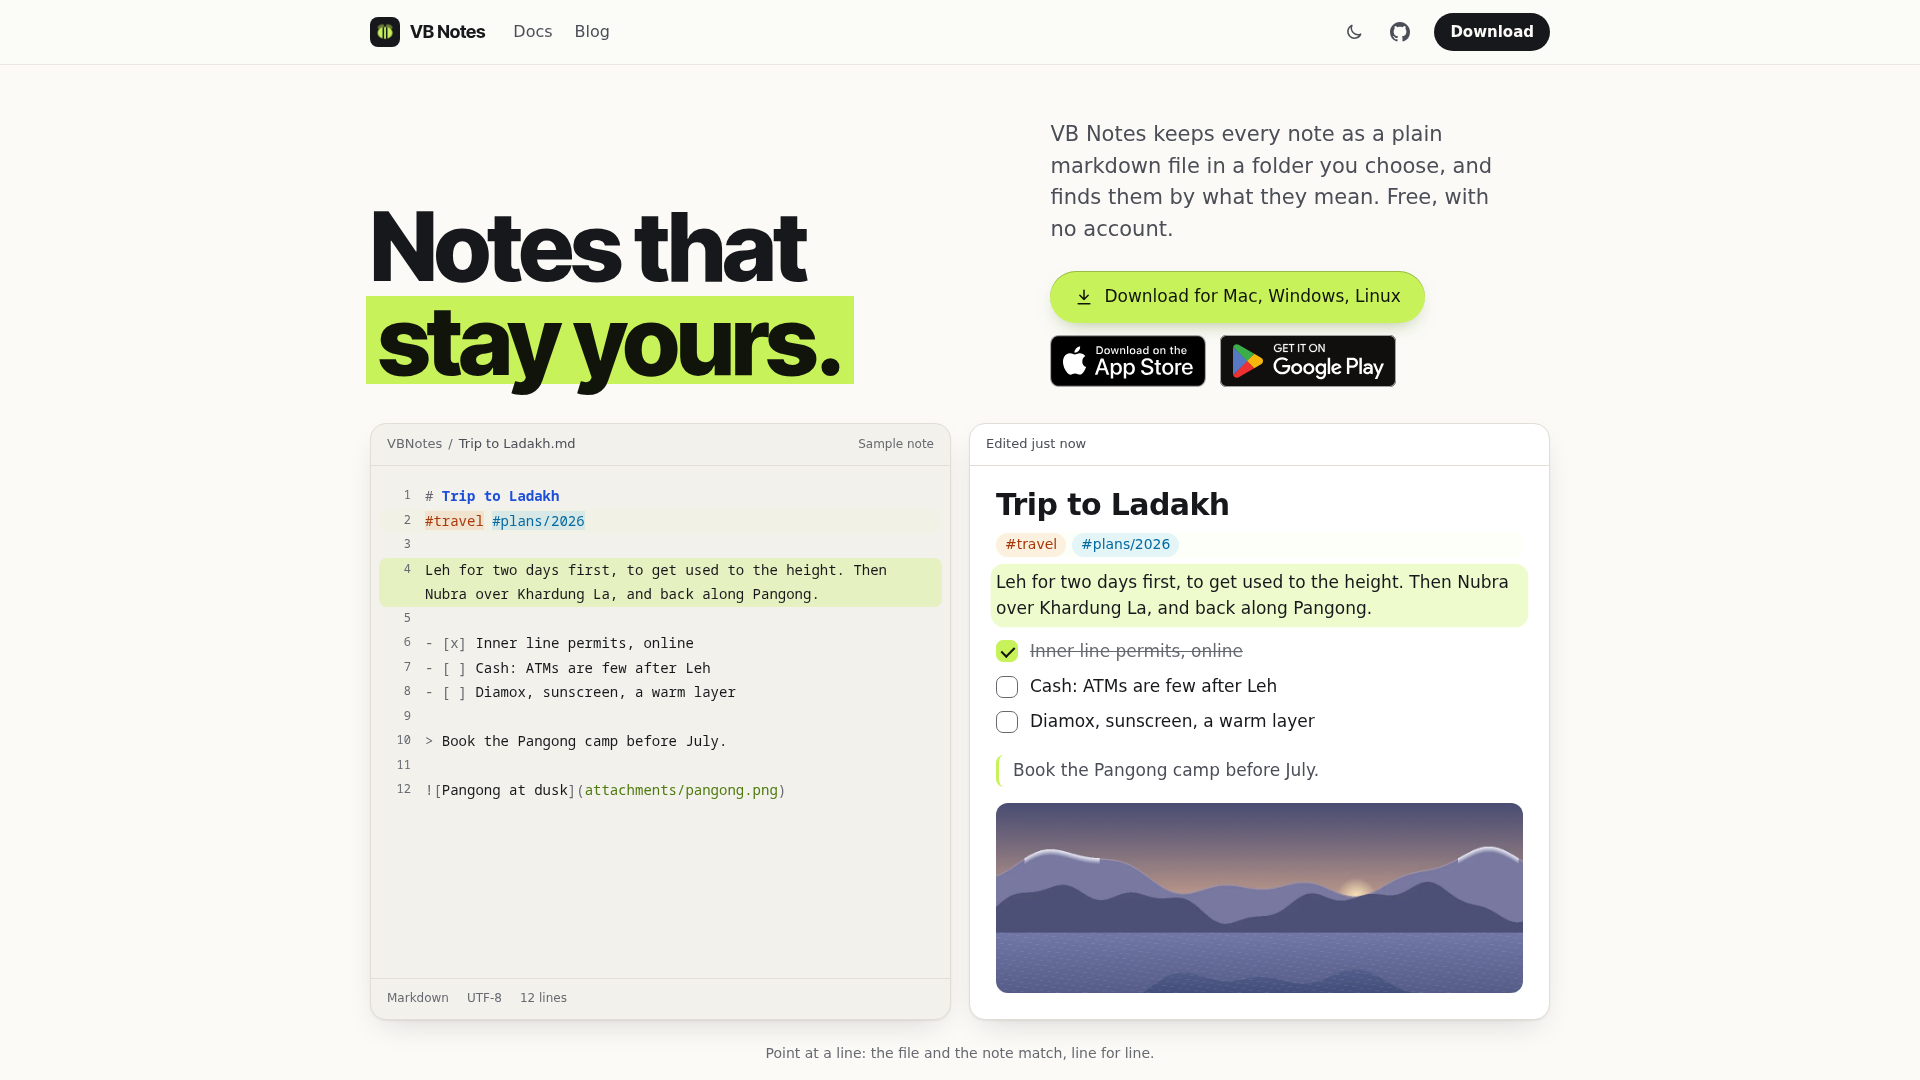 VB Notes
Docs
Blog
Download
Notes that
stay yours.
VB Notes keeps every note as a plain
markdown file in a folder you choose, and
finds them by what they mean. Free, with
no account.
Download for Mac, Windows, Linux
Download on the
App Store
GET IT ON
Google Play
VBNotes / Trip to Ladakh.md
Sample note
1 # Trip to Ladakh
2 #travel #plans/2026
3
4 Leh for two days first, to get used to the height. Then
Nubra over Khardung La, and back along Pangong.
5
6 - [x] Inner line permits, online
7 - [ ] Cash: ATMs are few after Leh
8 - [ ] Diamox, sunscreen, a warm layer
9
10 > Book the Pangong camp before July.
11
12 ![Pangong at dusk](attachments/pangong.png)
Markdown
UTF-8
12 lines
Edited just now
Trip to Ladakh
#travel #plans/2026
Leh for two days first, to get used to the height. Then Nubra
over Khardung La, and back along Pangong.
Inner line permits, online
Cash: ATMs are few after Leh
Diamox, sunscreen, a warm layer
Book the Pangong camp before July.
Point at a line: the file and the note match, line for line.